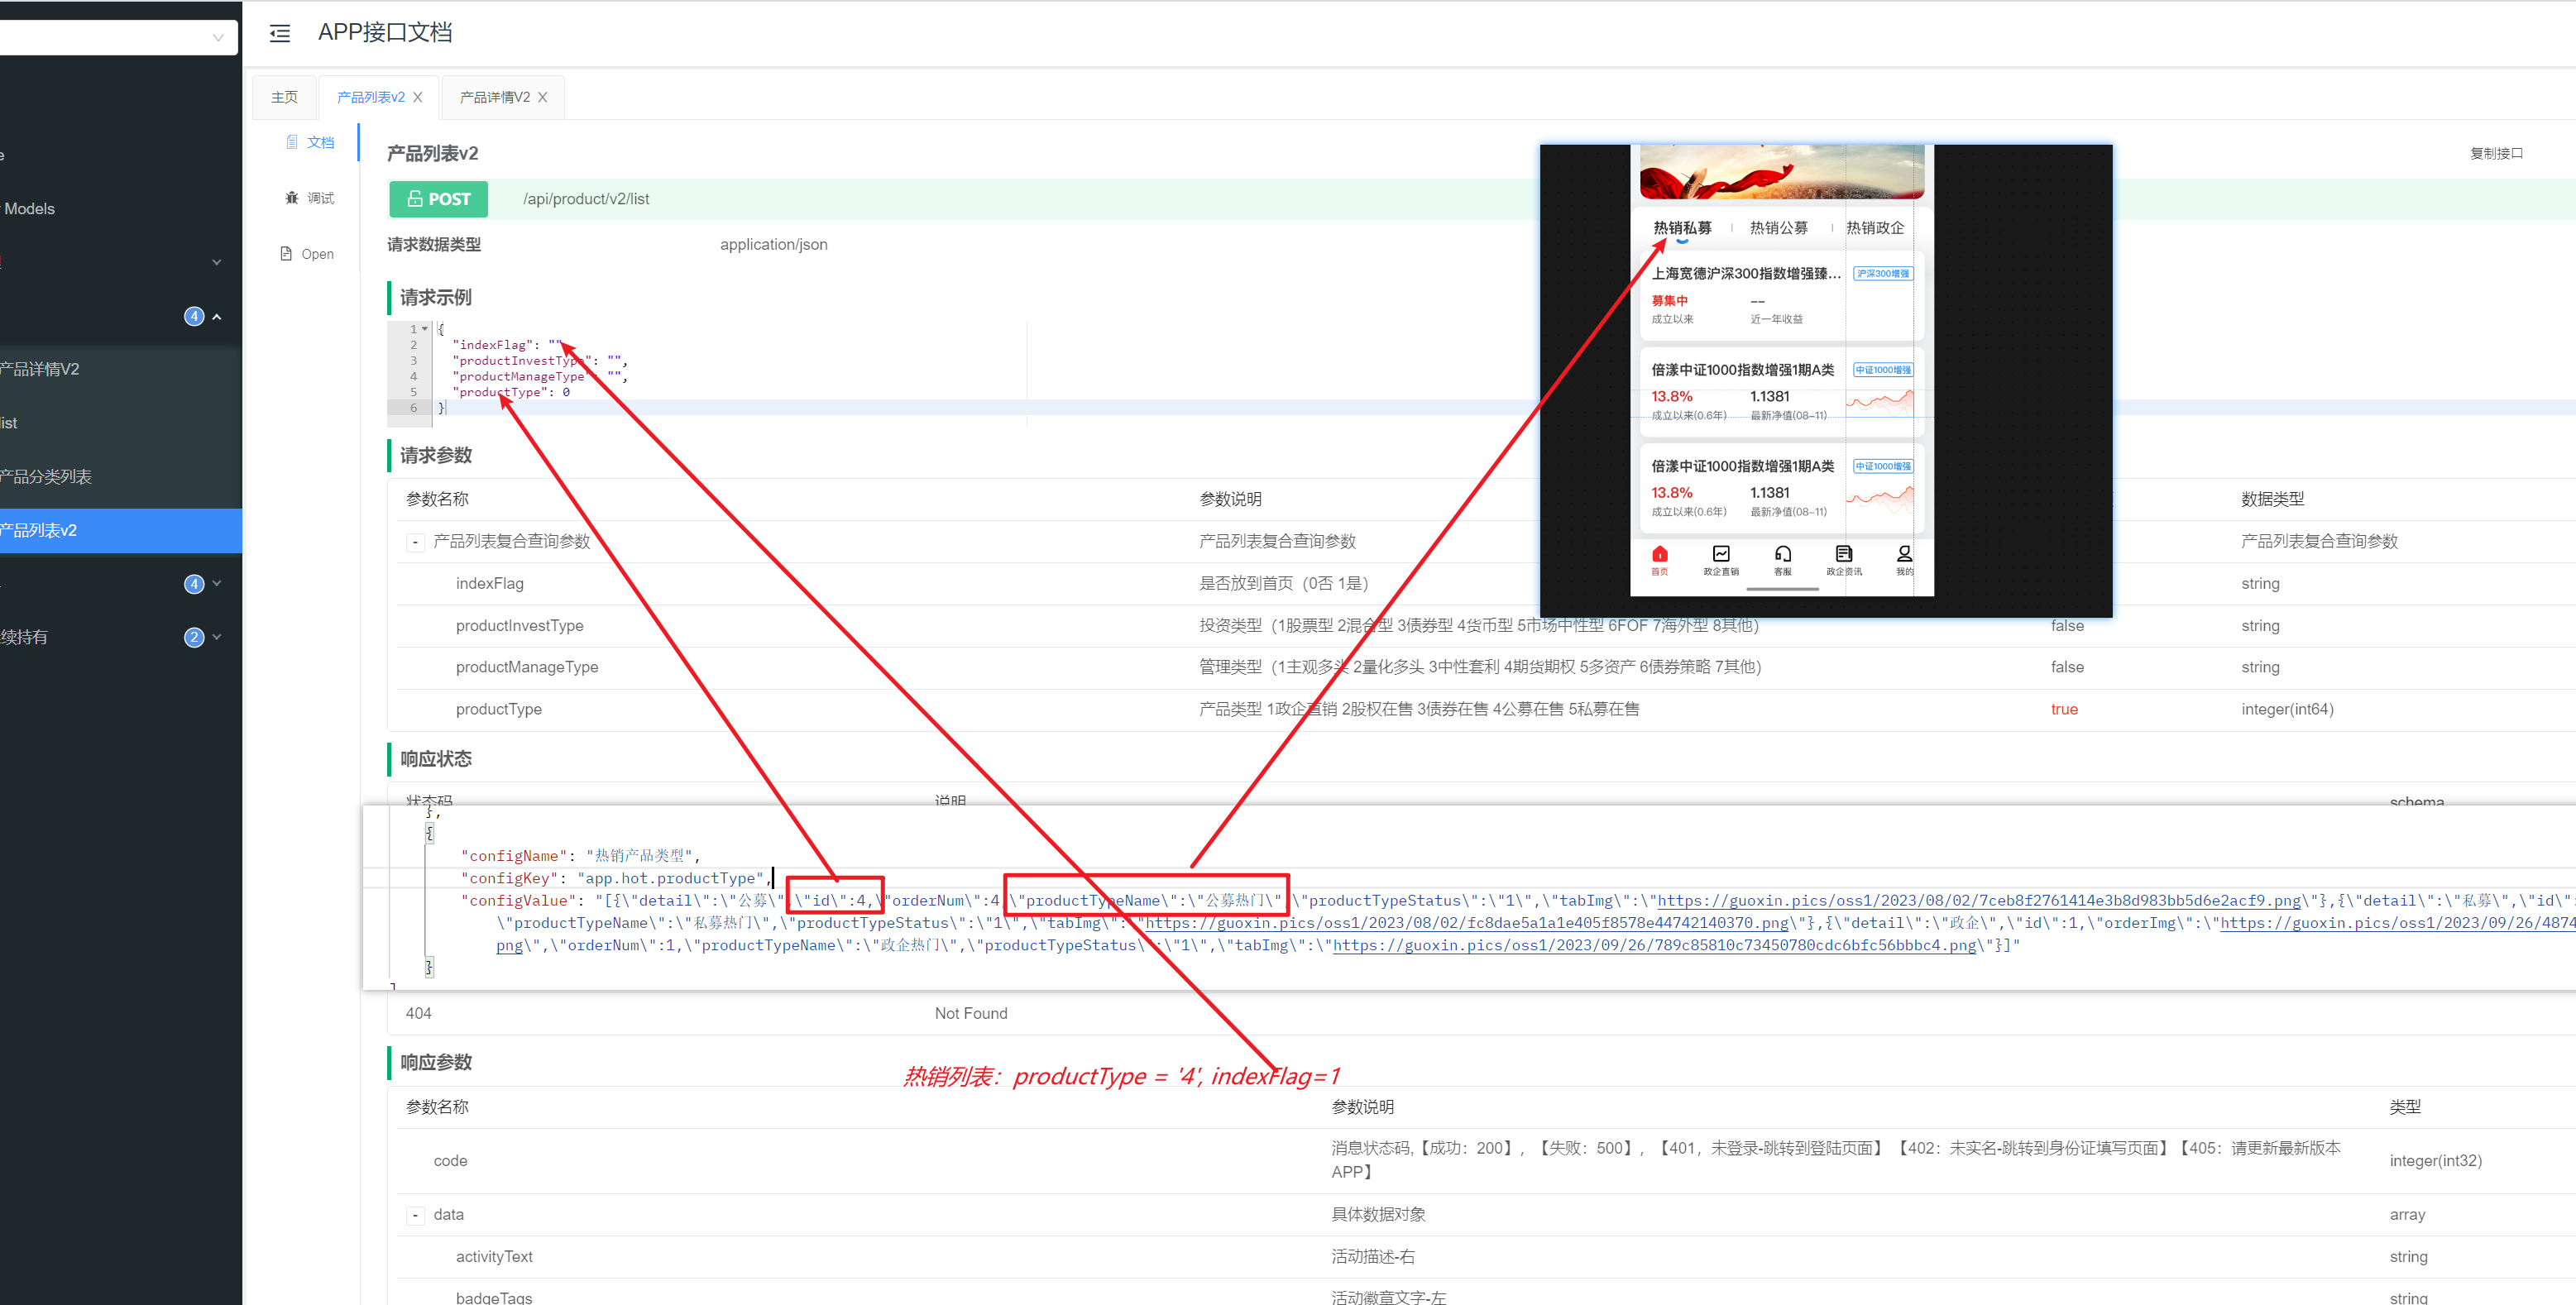 APP接口文档
主页
产品列表v2 X
产品详情V2 X
e
Models
4
产品详情V2
list
产品分类列表
产品列表v2
4
续持有
2
文档
调试
Open
产品列表v2
复制接口
POST
/api/product/v2/list
请求数据类型
application/json
请求示例
1 {
2 "indexFlag": ""
3 "productInvestType": "",
4 "productManageType": "",
5 "productType": 0
6 }
请求参数
参数名称 参数说明 数据类型
- 产品列表复合查询参数 产品列表复合查询参数 产品列表复合查询参数
indexFlag 是否放到首页（0否 1是） string
productInvestType 投资类型（1股票型 2混合型 3债券型 4货币型 5市场中性型 6FOF 7海外型 8其他） false string
productManageType 管理类型（1主观多头 2量化多头 3中性套利 4期货期权 5多资产 6债券策略 7其他） false string
productType 产品类型 1政企直销 2股权在售 3债券在售 4公募在售 5私募在售 true integer(int64)
热销私募 热销公募 热销政企
上海宽德沪深300指数增强臻... 沪深300增强
募集中 --
成立以来 近一年收益
倍漾中证1000指数增强1期A类 中证1000增强
13.8% 1.1381
成立以来(0.6年) 最新净值(08-11)
倍漾中证1000指数增强1期A类 中证1000增强
13.8% 1.1381
成立以来(0.6年) 最新净值(08-11)
首页 政企直销 客服 政企资讯 我的
响应状态
状态码 说明 schema
},
{
"configName": "热销产品类型",
"configKey": "app.hot.productType",
"configValue": "[{\"detail\":\"公募\",\"id\":4,\"orderNum\":4,\"productTypeName\":\"公募热门\",\"productTypeStatus\":\"1\",\"tabImg\":\"https://guoxin.pics/oss1/2023/08/02/7ceb8f2761414e3b8d983bb5d6e2acf9.png\"},{\"detail\":\"私募\",\"id\":
\"productTypeName\":\"私募热门\",\"productTypeStatus\":\"1\",\"tabImg\":\"https://guoxin.pics/oss1/2023/08/02/fc8dae5a1a1e405f8578e44742140370.png\"},{\"detail\":\"政企\",\"id\":1,\"orderImg\":\"https://guoxin.pics/oss1/2023/09/26/4874
png\",\"orderNum\":1,\"productTypeName\":\"政企热门\",\"productTypeStatus\":\"1\",\"tabImg\":\"https://guoxin.pics/oss1/2023/09/26/789c85810c73450780cdc6bfc56bbbc4.png\"}]"
}
]
404 Not Found
响应参数
热销列表：productType = '4', indexFlag=1
参数名称 参数说明 类型
code 消息状态码,【成功：200】，【失败：500】，【401，未登录-跳转到登陆页面】【402：未实名-跳转到身份证填写页面】【405：请更新最新版本
APP】 integer(int32)
- data 具体数据对象 array
activityText 活动描述-右 string
badgeTags 活动徽章文字-左 string